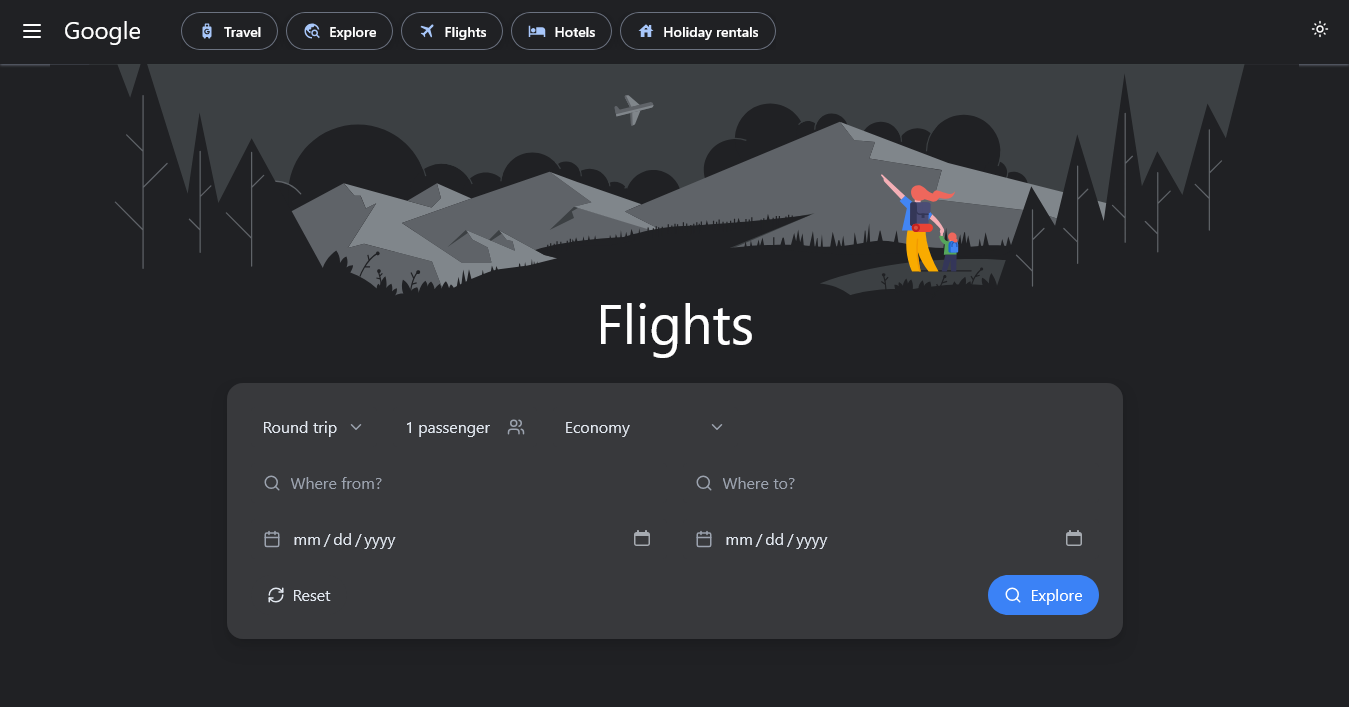 Google Travel Explore Flights Hotels Holiday rentals
Flights
Round trip 1 passenger Economy
Where from? Where to?
mm/dd/yyyy mm/dd/yyyy
Reset Explore